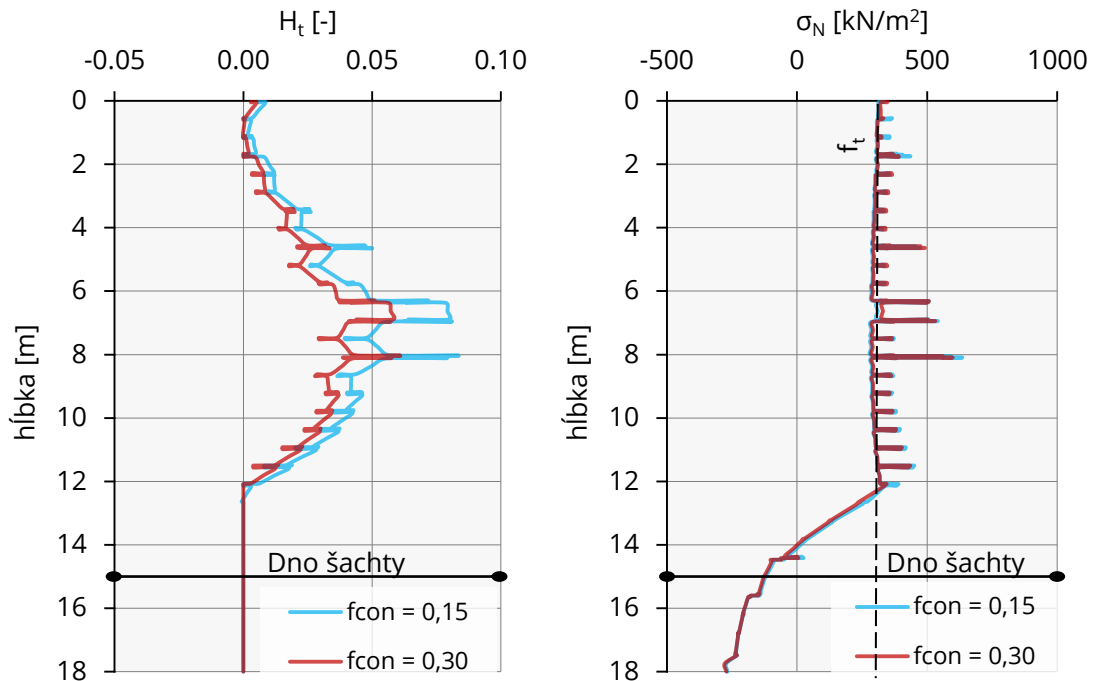 Hₜ [-]
-0.05 0.00 0.05 0.10
0
2
4
6
8
10
12
14
16
18
hĺbka [m]
Dno šachty
fcon = 0,15
fcon = 0,30
σN [kN/m²]
-500 0 500 1000
0
2
4
6
8
10
12
14
16
18
hĺbka [m]
fₜ
Dno šachty
fcon = 0,15
fcon = 0,30